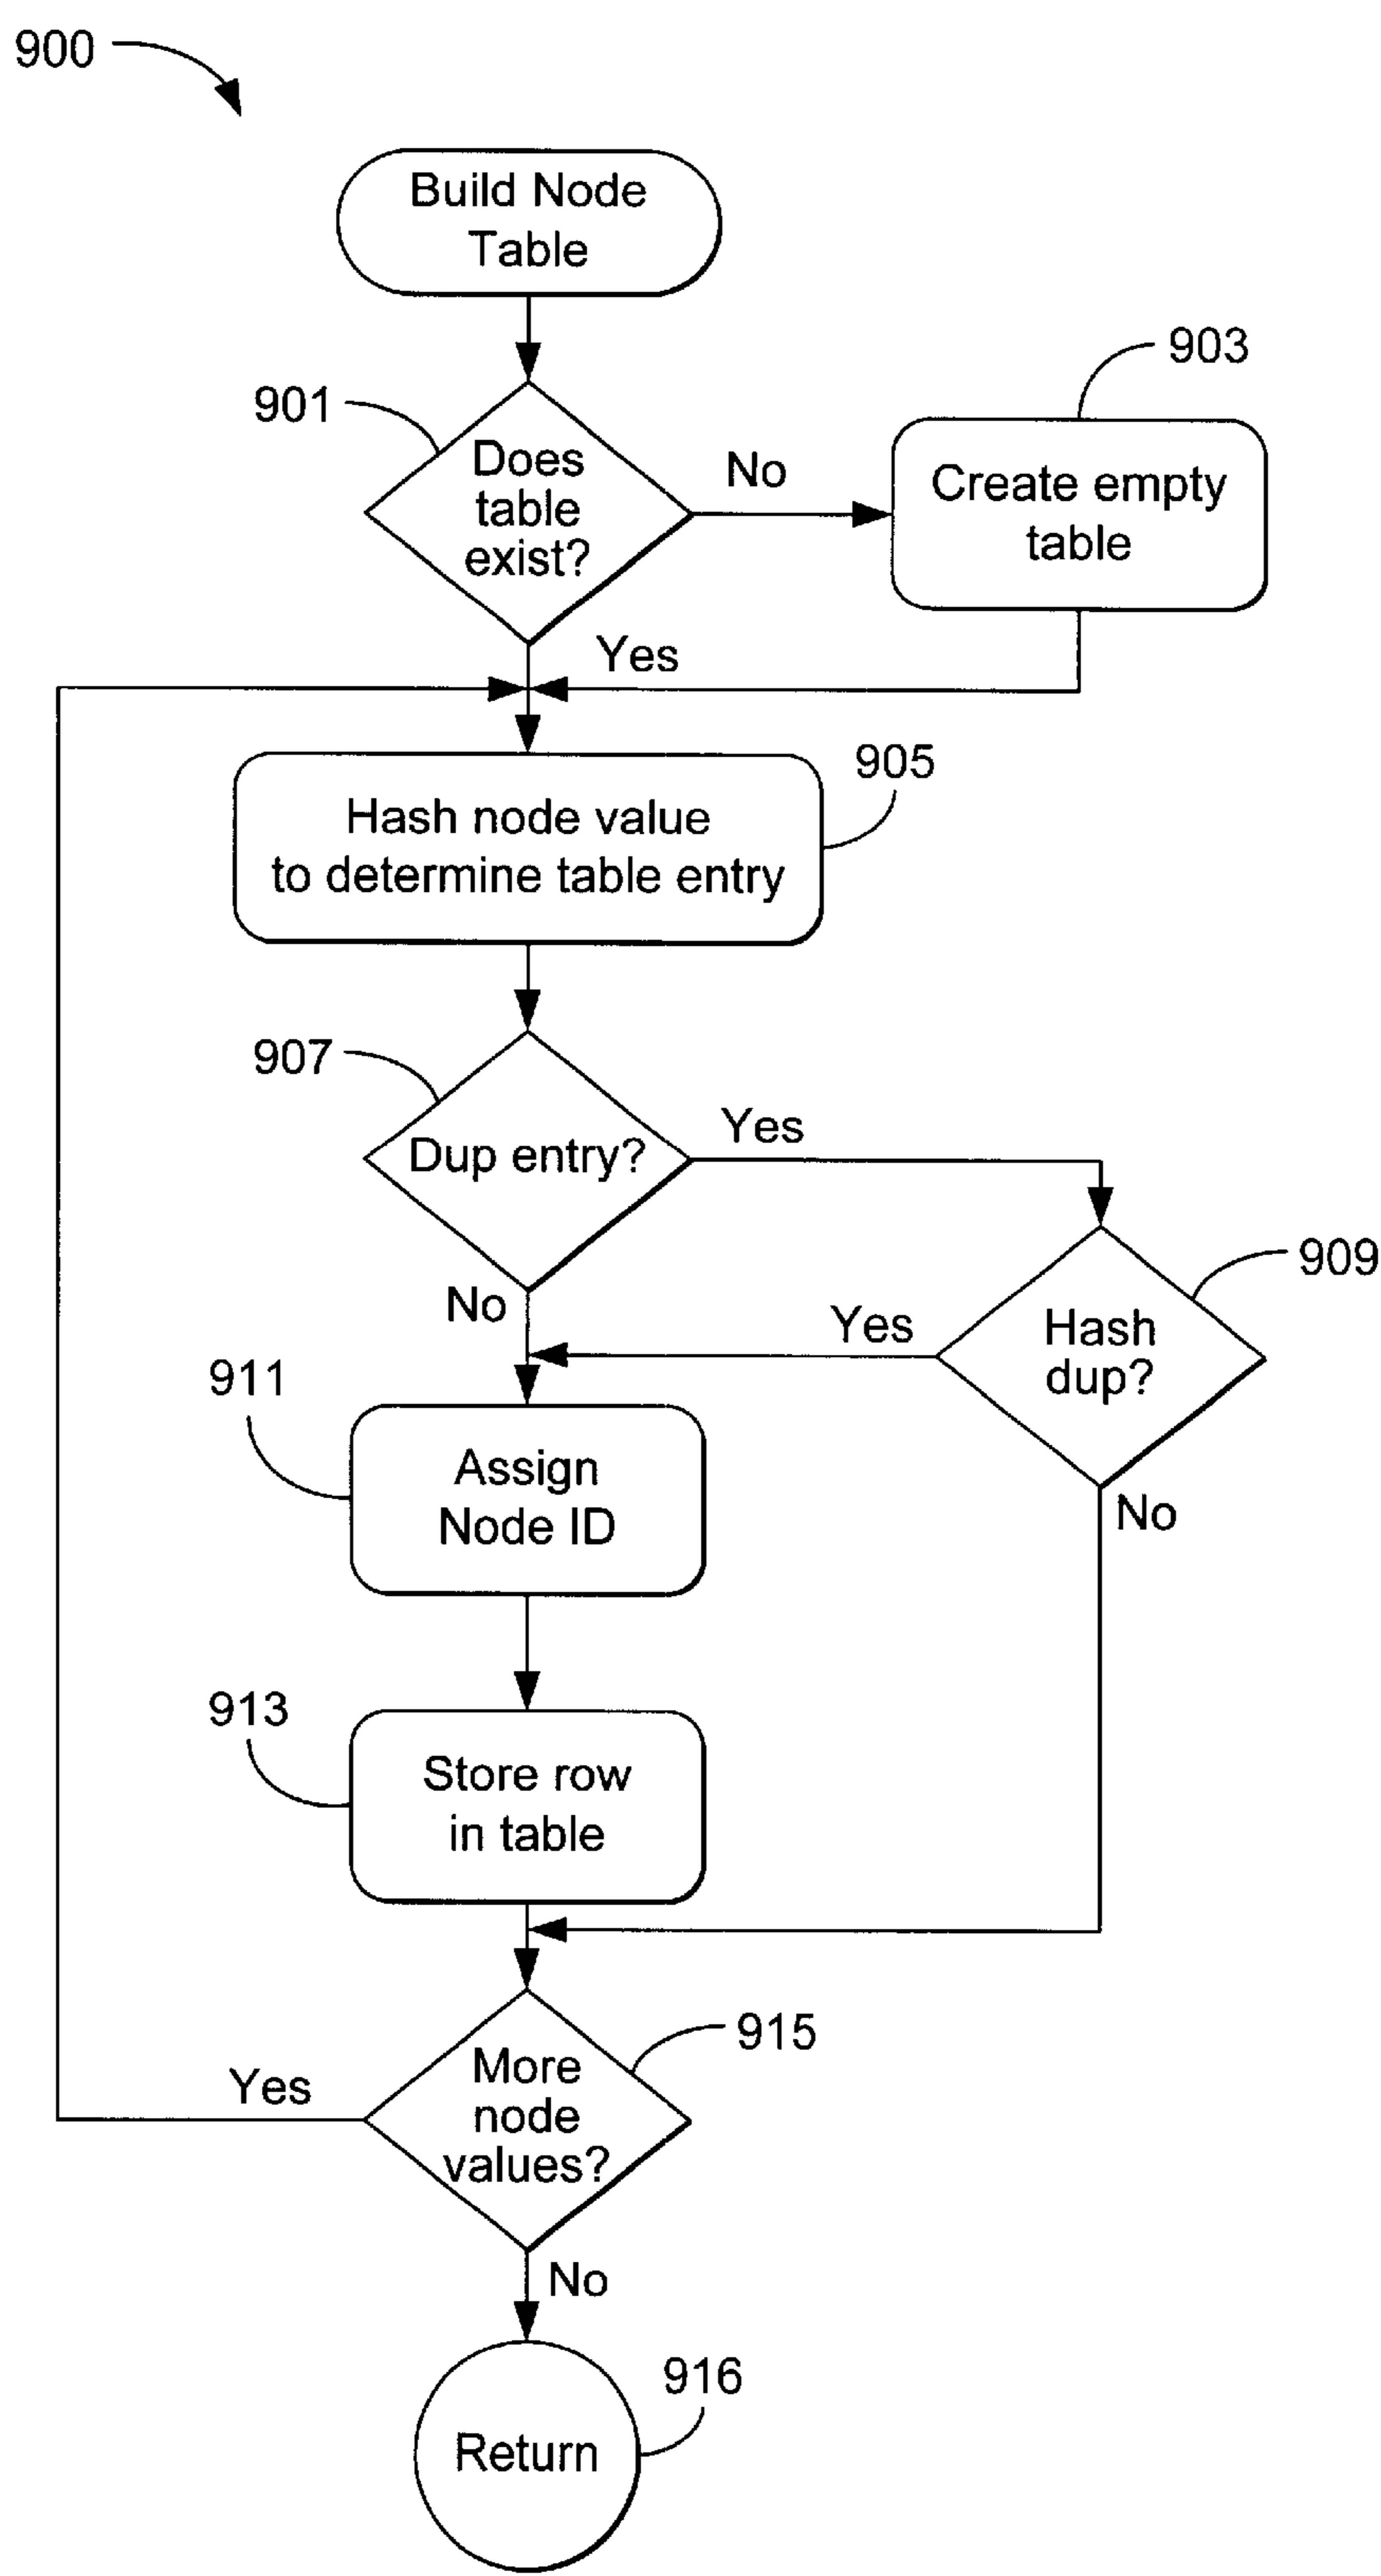 900
Build Node
Table
901
903
Does
table
exist?
No
Create empty
table
Yes
905
Hash node value
to determine table entry
907
Dup entry?
Yes
909
No
Yes
Hash
dup?
911
Assign
Node ID
No
913
Store row
in table
915
More
node
values?
Yes
No
916
Return